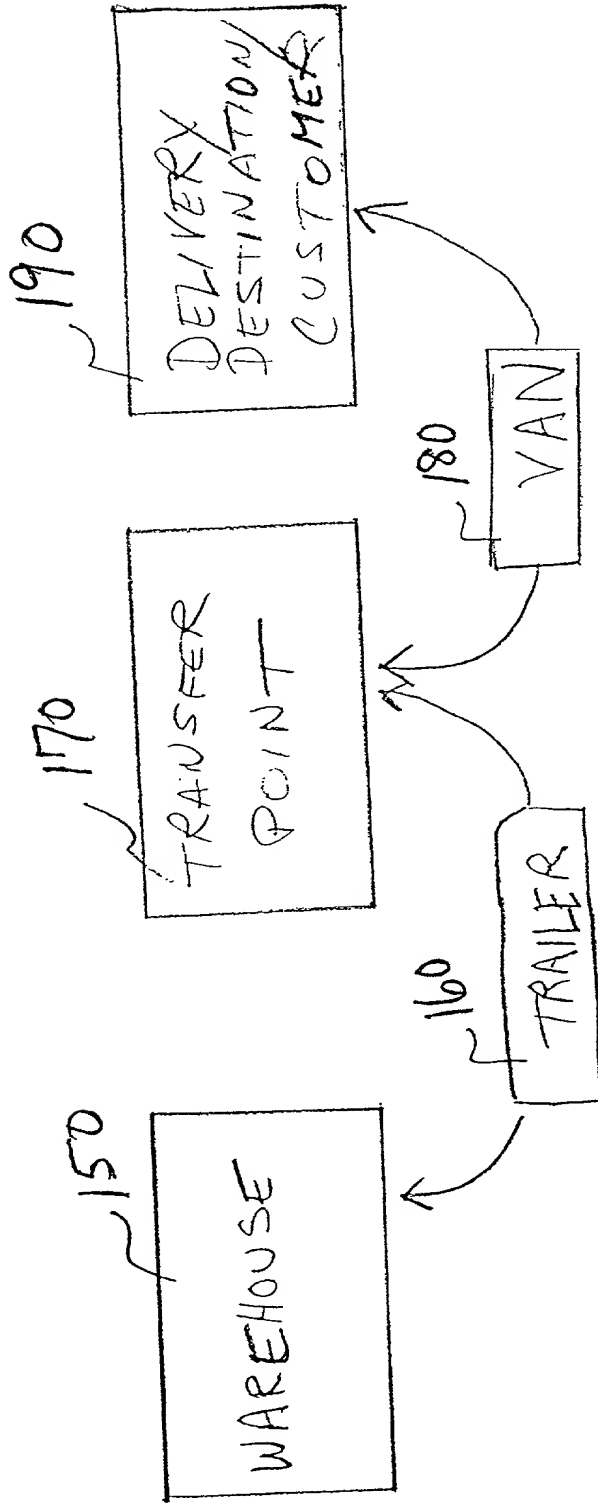 150
WAREHOUSE
160
TRAILER
170
TRANSFER
POINT
180
VAN
190
DELIVERY/
DESTINATION/
CUSTOMER